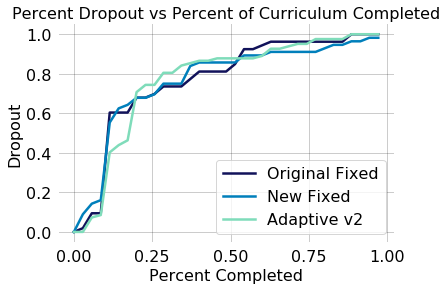 Percent Dropout vs Percent of Curriculum Completed
1.0
0.8
0.6
0.4
0.2
0.0
Dropout
Original Fixed
New Fixed
Adaptive v2
0.00 0.25 0.50 0.75 1.00
Percent Completed